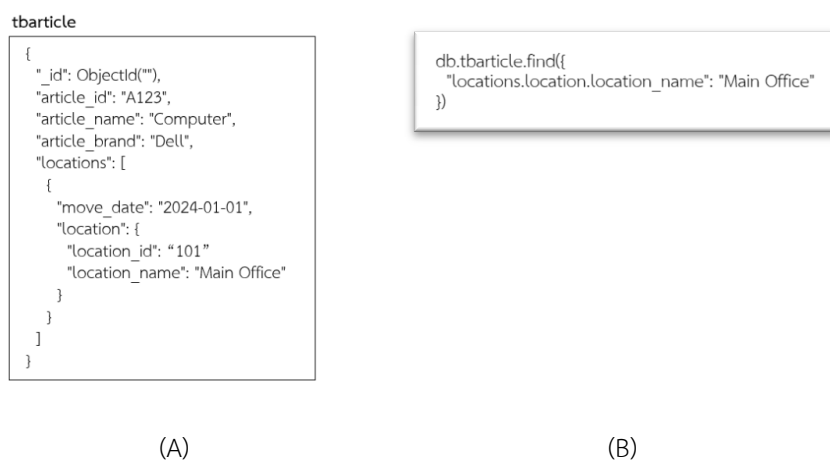 tbarticle
{
"_id": ObjectId(""),
"article_id": "A123",
"article_name": "Computer",
"article_brand": "Dell",
"locations": [
{
"move_date": "2024-01-01",
"location": {
"location_id": “101”
"location_name": "Main Office"
}
}
]
}
(A)
db.tbarticle.find({
"locations.location.location_name": "Main Office"
})
(B)